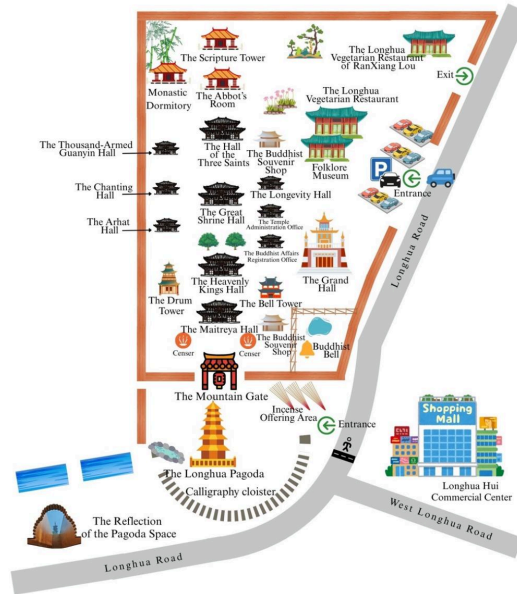 The Scripture Tower
The Longhua
Vegetarian Restaurant
of RanXiang Lou
Exit
Monastic
Dormitory
The Abbot's
Room
The Longhua
Vegetarian Restaurant
The Thousand-Armed
Guanyin Hall
The Hall
of the
Three Saints
The Buddhist
Souvenir
Shop
Folklore
Museum
P
Entrance
The Chanting
Hall
The Longevity Hall
The Great
Shrine Hall
The Temple
Administration Office
The Arhat
Hall
The Buddhist Affairs
Registration Office
Longhua Road
The Heavenly
Kings Hall
The Grand
Hall
The Drum
Tower
The Bell Tower
The Maitreya Hall
The Buddhist
Souvenir
Shop
Buddhist
Bell
Censer
Censer
The Mountain Gate
Incense
Offering Area
Entrance
Shopping
Mall
The Longhua Pagoda
Calligraphy cloister
Longhua Hui
Commercial Center
The Reflection
of the Pagoda Space
West Longhua Road
Longhua Road